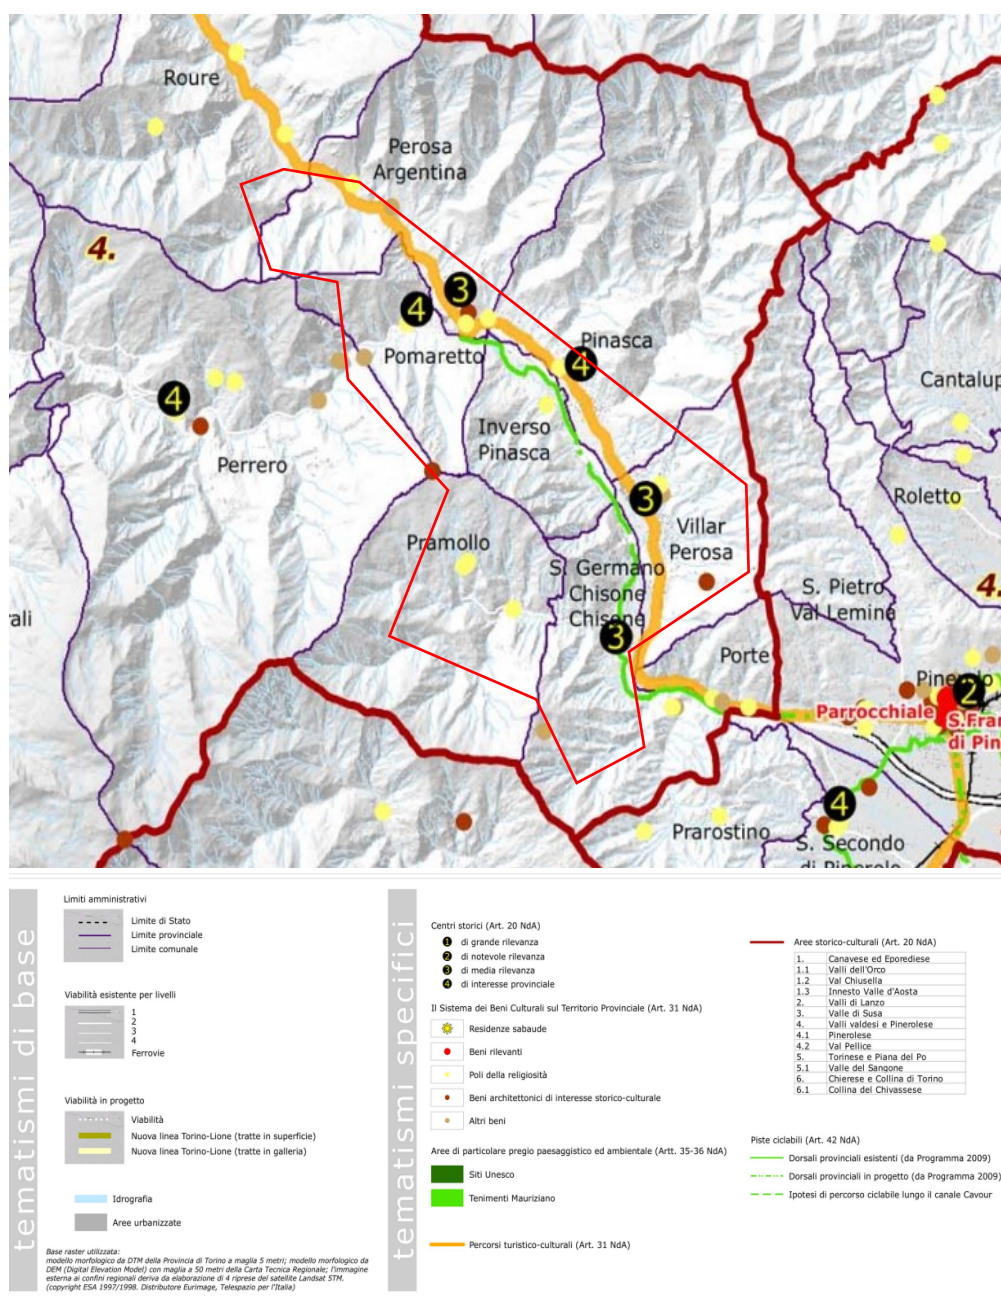 Roure
Perosa
Argentina
4.
3
4
Pomaretto
Pinasca
4
4
Cantalup
Inverso
Pinasca
Perrero
3
Roletto
Villar
Perosa
Pramollo
S. Germano
Chisone
Chisone
3
S. Pietro
Val Lemina
4.
ali
Porte
2
Parrocchiale
S.Fran
di Pin
4
Prarostino
S. Secondo
di Pinerolo
tematismi di base
Limiti amministrativi
Limite di Stato
Limite provinciale
Limite comunale
Viabilità esistente per livelli
1
2
3
4
Ferrovie
Viabilità in progetto
Viabilità
Nuova linea Torino-Lione (tratte in superficie)
Nuova linea Torino-Lione (tratte in galleria)
Idrografia
Aree urbanizzate
Base raster utilizzata:
modello morfologico da DTM della Provincia di Torino a maglia 5 metri; modello morfologico da
DEM (Digital Elevation Model) con maglia a 50 metri della Carta Tecnica Regionale; l'immagine
esterna ai confini regionali deriva da elaborazione di 4 riprese del satellite Landsat 5TM.
(copyright ESA 1997/1998. Distributore Eurimage, Telespazio per l'Italia)
tematismi specifici
Centri storici (Art. 20 NdA)
1 di grande rilevanza
2 di notevole rilevanza
3 di media rilevanza
4 di interesse provinciale
Il Sistema dei Beni Culturali sul Territorio Provinciale (Art. 31 NdA)
Residenze sabaude
Beni rilevanti
Poli della religiosità
Beni architettonici di interesse storico-culturale
Altri beni
Aree di particolare pregio paesaggistico ed ambientale (Artt. 35-36 NdA)
Siti Unesco
Tenimenti Mauriziano
Percorsi turistico-culturali (Art. 31 NdA)
Aree storico-culturali (Art. 20 NdA)
1. Canavese ed Eporediese
1.1 Valli dell'Orco
1.2 Val Chiusella
1.3 Innesto Valle d'Aosta
2. Valli di Lanzo
3. Valle di Susa
4. Valli valdesi e Pinerolese
4.1 Pinerolese
4.2 Val Pellice
5. Torinese e Piana del Po
5.1 Valle del Sangone
6. Chierese e Collina di Torino
6.1 Collina del Chivassese
Piste ciclabili (Art. 42 NdA)
Dorsali provinciali esistenti (da Programma 2009)
Dorsali provinciali in progetto (da Programma 2009)
Ipotesi di percorso ciclabile lungo il canale Cavour